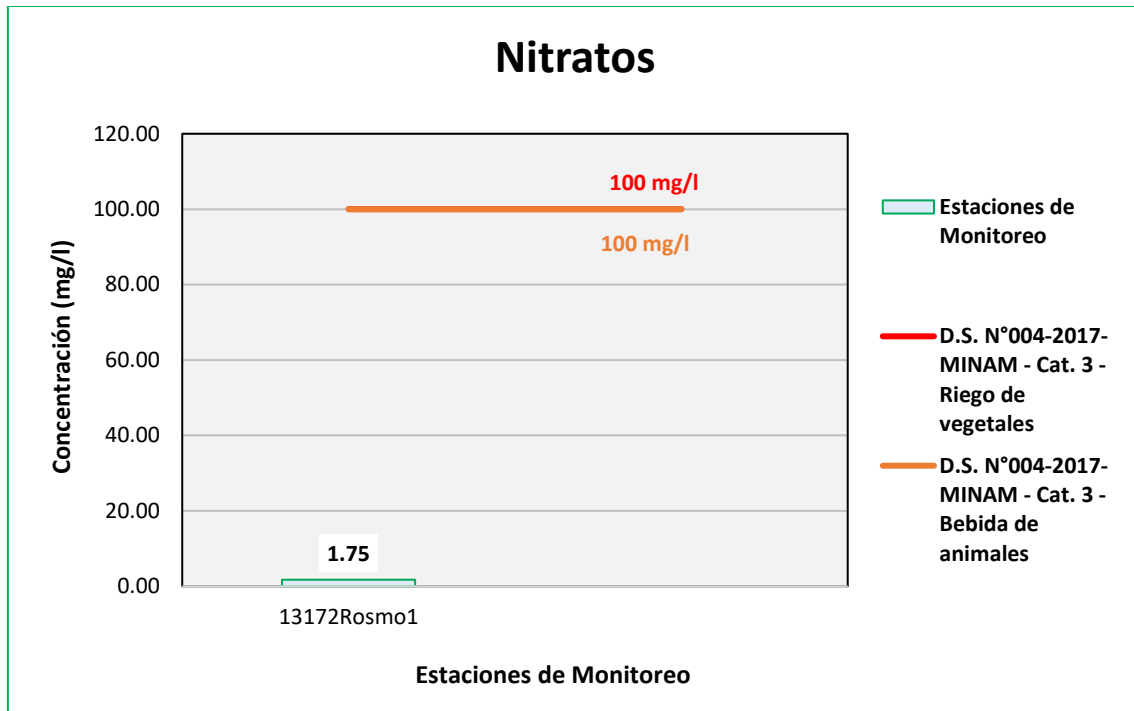 Nitratos
Concentración (mg/l)
120.00
100.00
80.00
60.00
40.00
20.00
0.00
100 mg/l
100 mg/l
1.75
13172Rosmo1
Estaciones de Monitoreo
Estaciones de
Monitoreo
D.S. N°004-2017-
MINAM - Cat. 3 -
Riego de
vegetales
D.S. N°004-2017-
MINAM - Cat. 3 -
Bebida de
animales